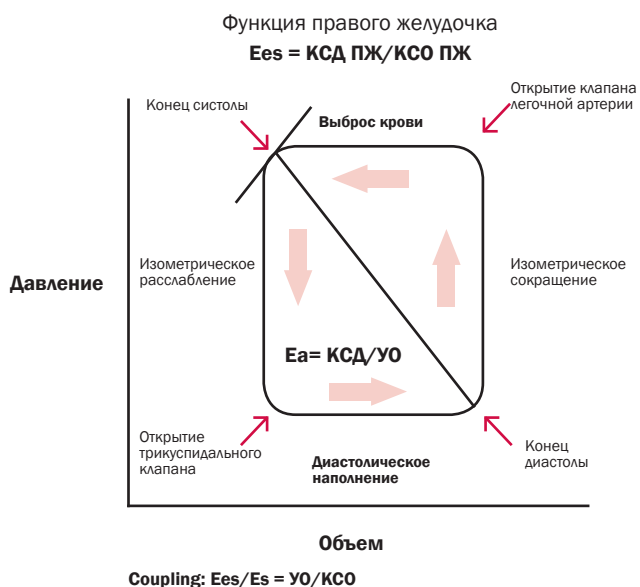 Функция правого желудочка
Ees = КСД ПЖ/КСО ПЖ
Конец систолы
Выброс крови
Открытие клапана
легочной артерии
Давление
Изометрическое
расслабление
Изометрическое
сокращение
Ea= КСД/УО
Открытие
трикуспидального
клапана
Диастолическое
наполнение
Конец
диастолы
Объем
Coupling: Ees/Es = УО/КСО